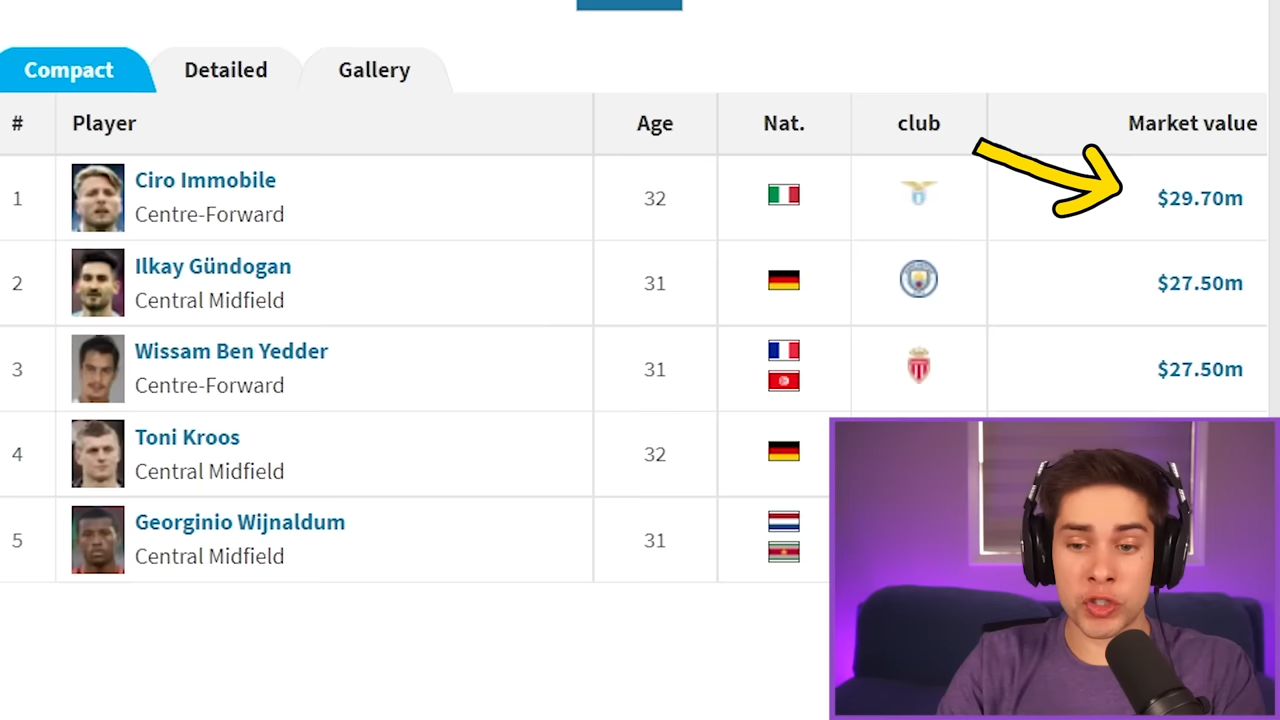 Compact Detailed Gallery
# Player Age Nat. club Market value
1 Ciro Immobile 32 $29.70m
Centre-Forward
2 Ilkay Gündogan 31 $27.50m
Central Midfield
3 Wissam Ben Yedder 31 $27.50m
Centre-Forward
4 Toni Kroos 32
Central Midfield
5 Georginio Wijnaldum 31
Central Midfield